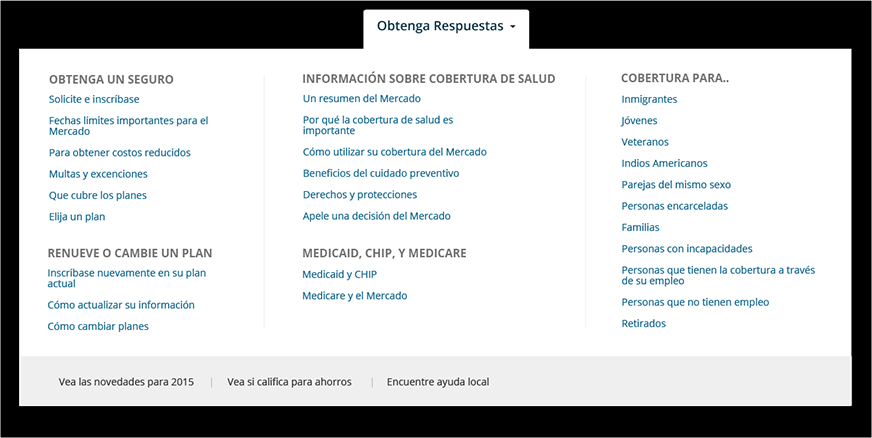 Obtenga Respuestas
OBTENGA UN SEGURO
Solicite e inscríbase
Fechas límites importantes para el
Mercado
Para obtener costos reducidos
Multas y excenciones
Que cubre los planes
Elija un plan
RENUEVE O CAMBIE UN PLAN
Inscríbase nuevamente en su plan
actual
Cómo actualizar su información
Cómo cambiar planes
INFORMACIÓN SOBRE COBERTURA DE SALUD
Un resumen del Mercado
Por qué la cobertura de salud es
importante
Cómo utilizar su cobertura del Mercado
Beneficios del cuidado preventivo
Derechos y protecciones
Apele una decisión del Mercado
MEDICAID, CHIP, Y MEDICARE
Medicaid y CHIP
Medicare y el Mercado
COBERTURA PARA..
Inmigrantes
Jóvenes
Veteranos
Indios Americanos
Parejas del mismo sexo
Personas encarceladas
Familias
Personas con incapacidades
Personas que tienen la cobertura a través
de su empleo
Personas que no tienen empleo
Retirados
Vea las novedades para 2015 | Vea si califica para ahorros | Encuentre ayuda local